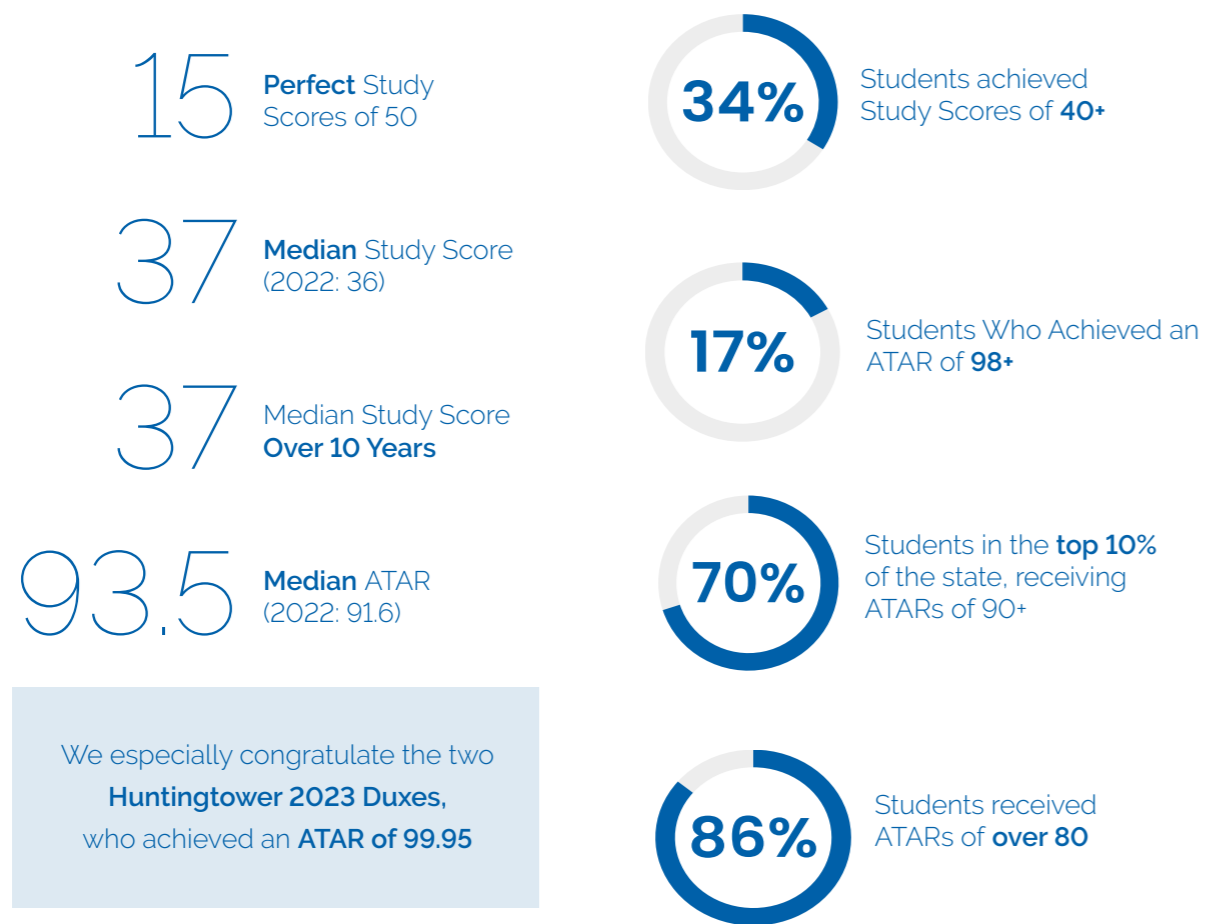 15
Perfect Study
Scores of 50
37
Median Study Score
(2022: 36)
37
Median Study Score
Over 10 Years
93.5
Median ATAR
(2022: 91.6)
We especially congratulate the two
Huntingtower 2023 Duxes,
who achieved an ATAR of 99.95
34%
Students achieved
Study Scores of 40+
17%
Students Who Achieved an
ATAR of 98+
70%
Students in the top 10%
of the state, receiving
ATARs of 90+
86%
Students received
ATARs of over 80